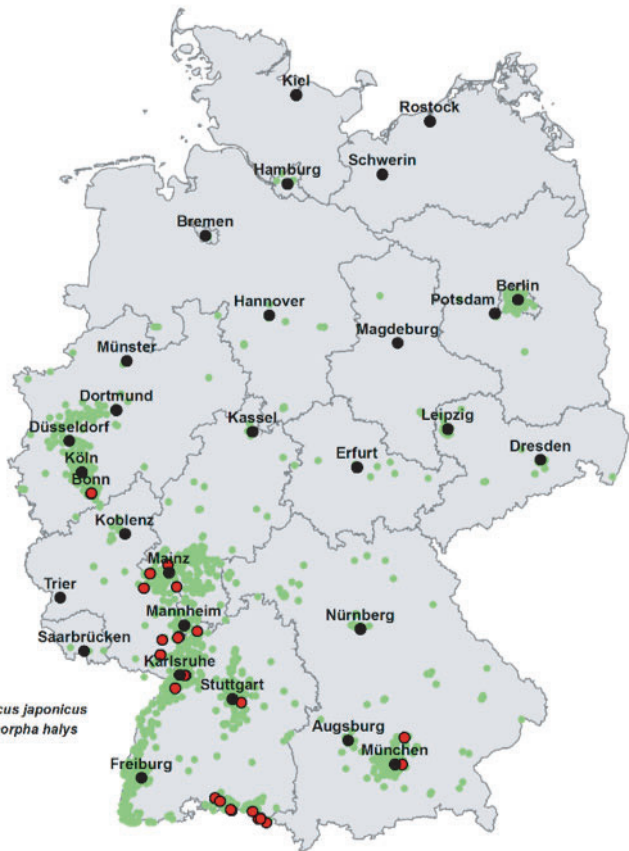 Kiel
Rostock
Hamburg
Schwerin
Bremen
Berlin
Hannover
Potsdam
Magdeburg
Münster
Dortmund
Kassel
Leipzig
Düsseldorf
Erfurt
Dresden
Köln
Bonn
Koblenz
Mainz
Trier
Mannheim
Nürnberg
Saarbrücken
Karlsruhe
Stuttgart
cus japonicus
orpha halys
Augsburg
München
Freiburg